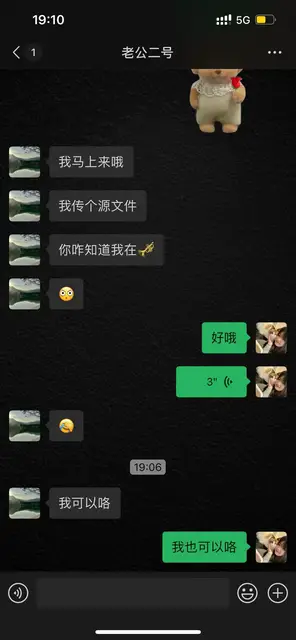 19:10
5G
1
老公二号
我马上来哦
我传个源文件
你咋知道我在
好哦
3"
19:06
我可以咯
我也可以咯